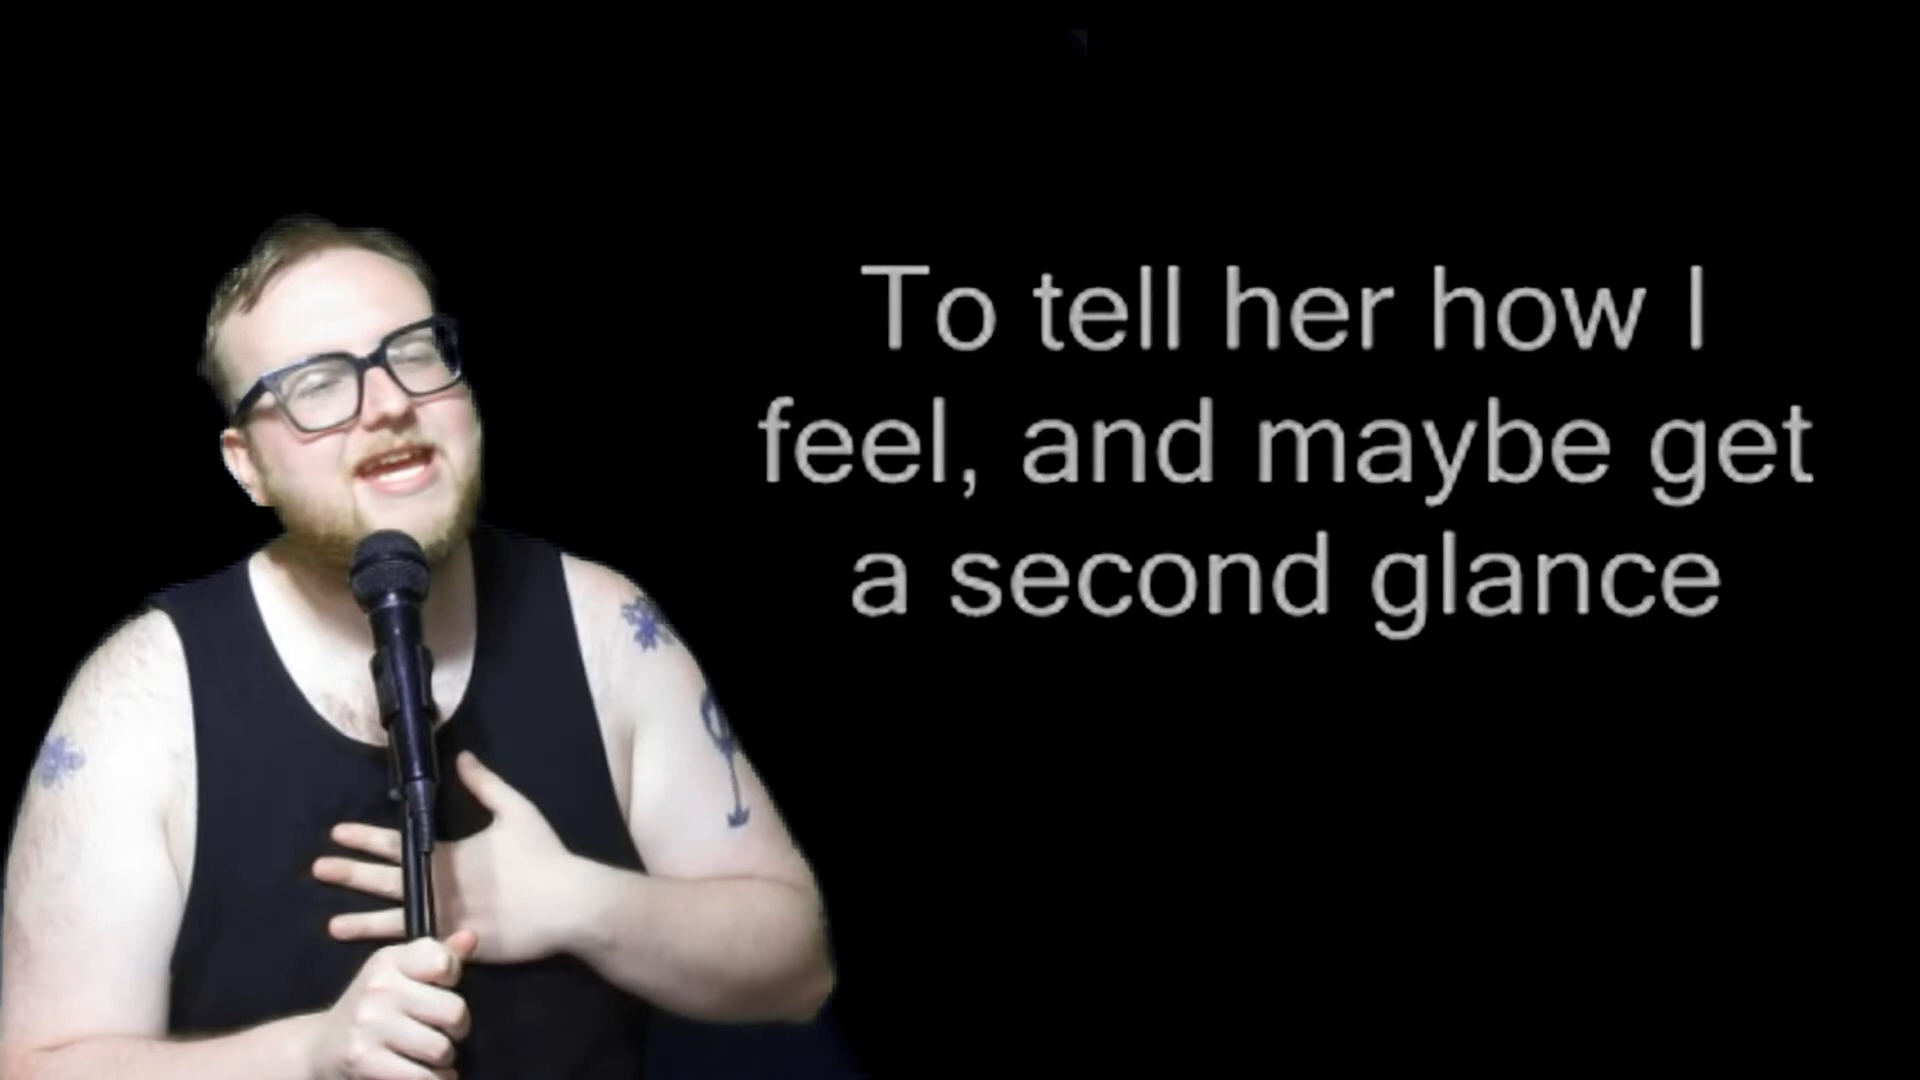 To tell her how I
feel, and maybe get
a second glance